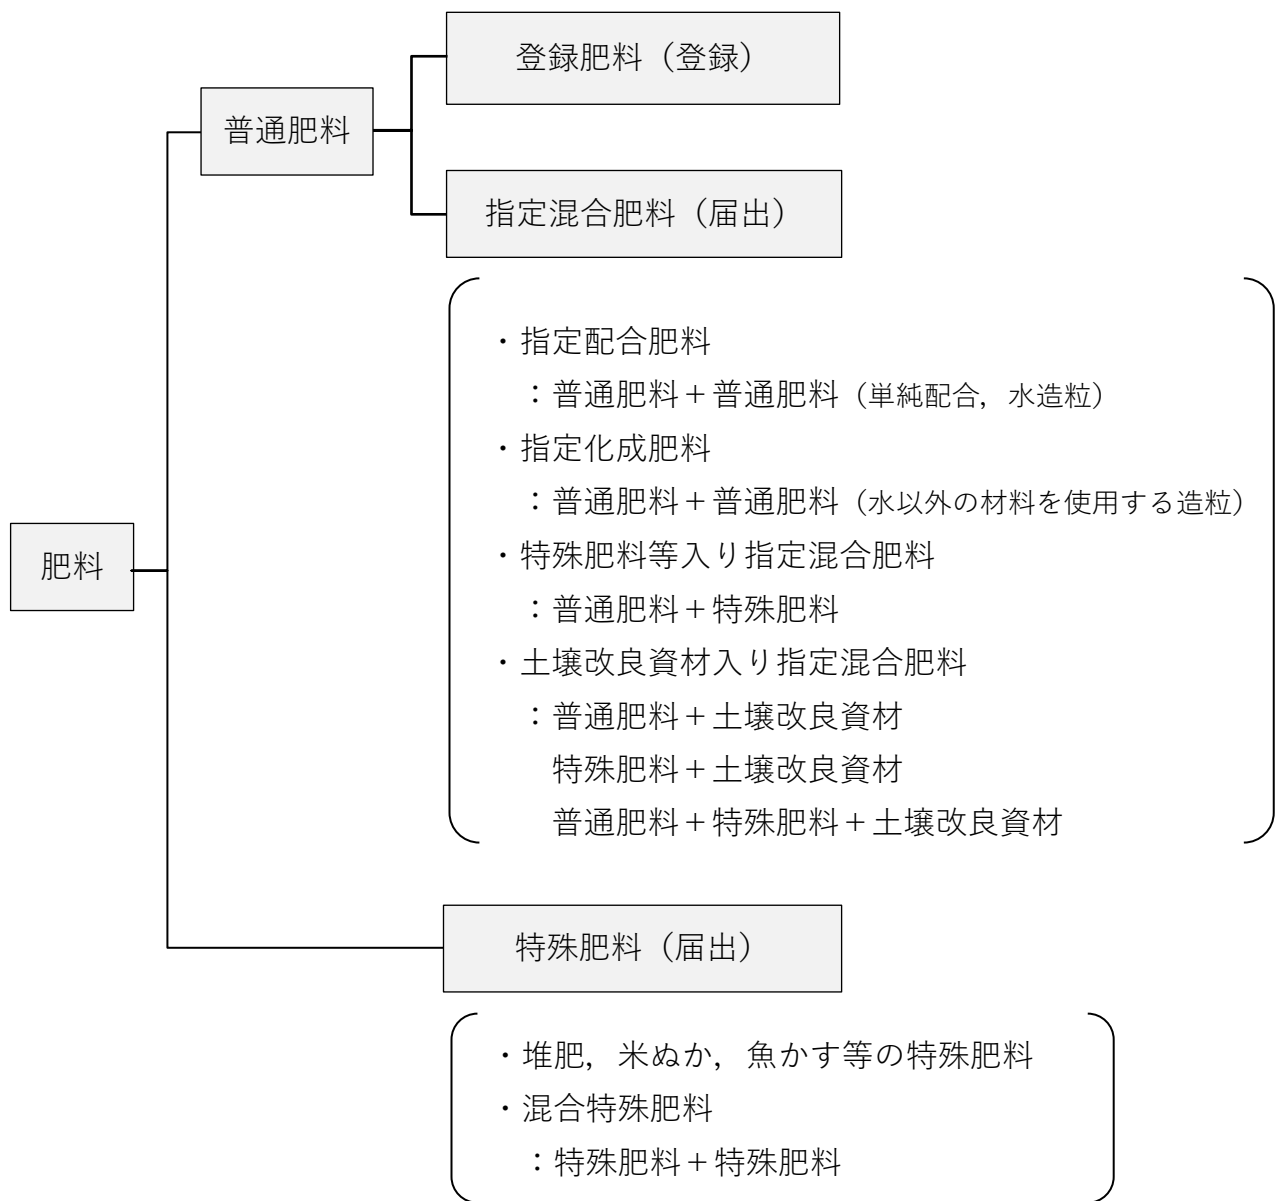 登録肥料（登録）
普通肥料
指定混合肥料（届出）
・指定配合肥料
：普通肥料＋普通肥料（単純配合，水造粒）
・指定化成肥料
：普通肥料＋普通肥料（水以外の材料を使用する造粒）
・特殊肥料等入り指定混合肥料
：普通肥料＋特殊肥料
・土壌改良資材入り指定混合肥料
：普通肥料＋土壌改良資材
特殊肥料＋土壌改良資材
普通肥料＋特殊肥料＋土壌改良資材
肥料
特殊肥料（届出）
・堆肥，米ぬか，魚かす等の特殊肥料
・混合特殊肥料
：特殊肥料＋特殊肥料